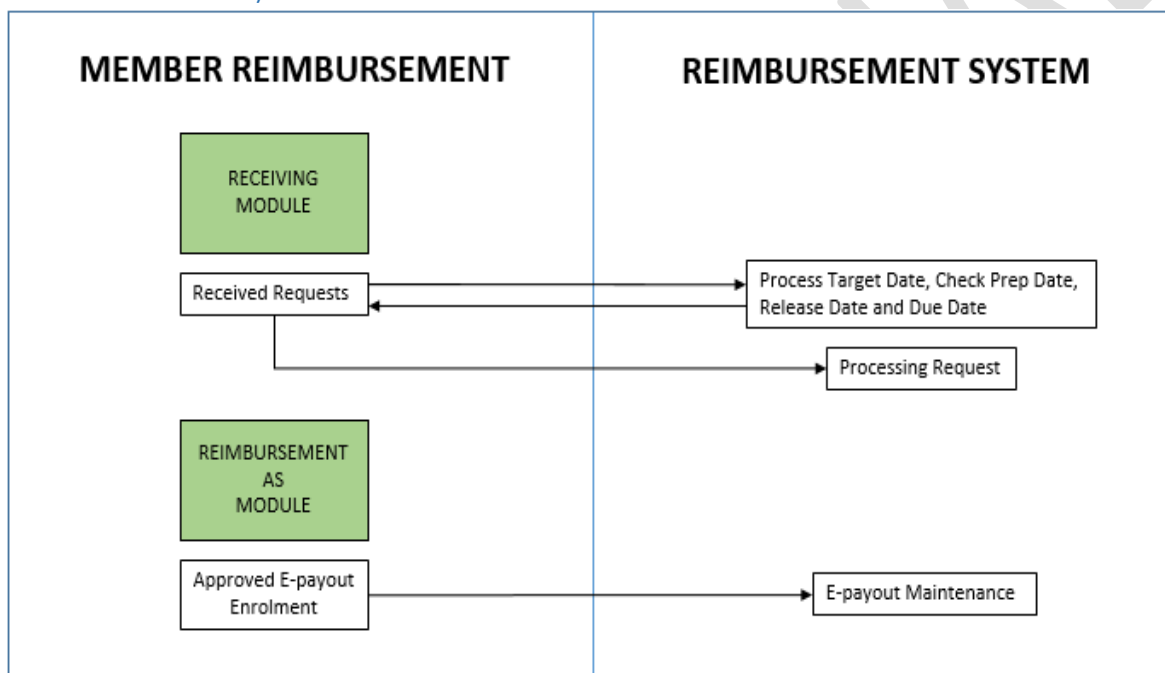 MEMBER REIMBURSEMENT
REIMBURSEMENT SYSTEM
RECEIVING
MODULE
Received Requests
Process Target Date, Check Prep Date,
Release Date and Due Date
Processing Request
REIMBURSEMENT
AS
MODULE
Approved E-payout
Enrolment
E-payout Maintenance